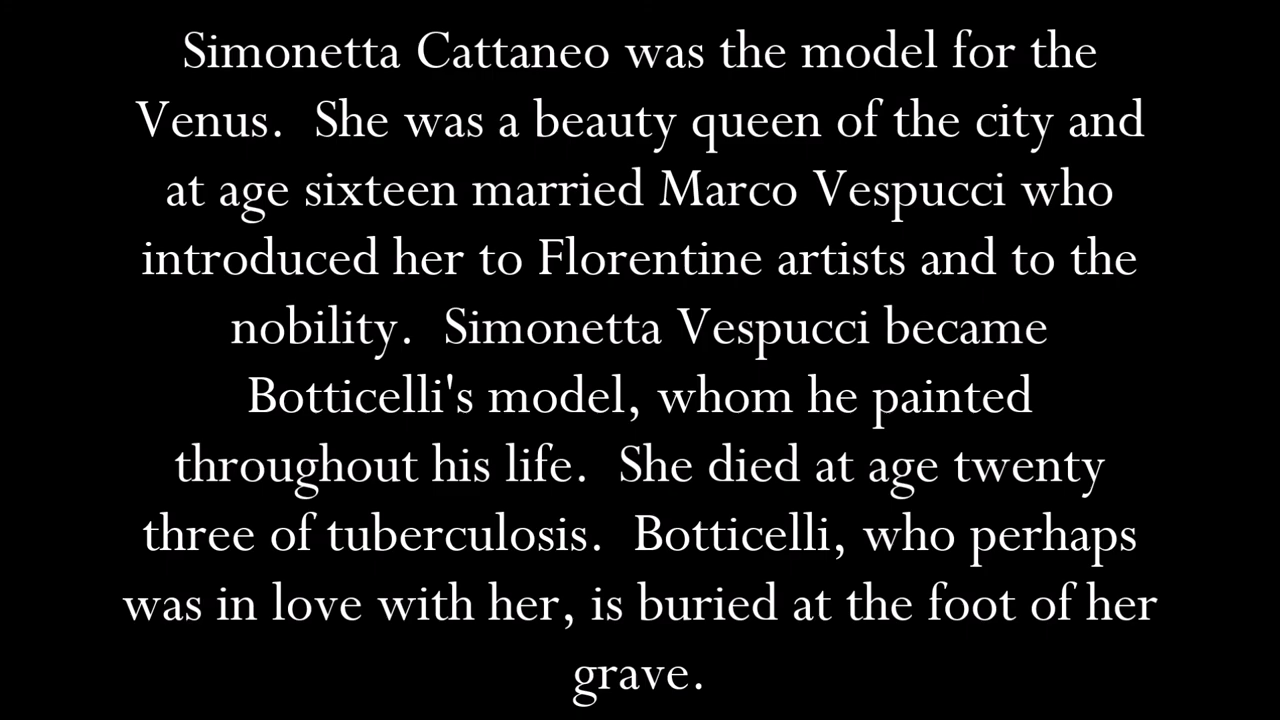 Simonetta Cattaneo was the model for the
Venus.  She was a beauty queen of the city and
at age sixteen married Marco Vespucci who
introduced her to Florentine artists and to the
nobility.  Simonetta Vespucci became
Botticelli's model, whom he painted
throughout his life.  She died at age twenty
three of tuberculosis.  Botticelli, who perhaps
was in love with her, is buried at the foot of her
grave.